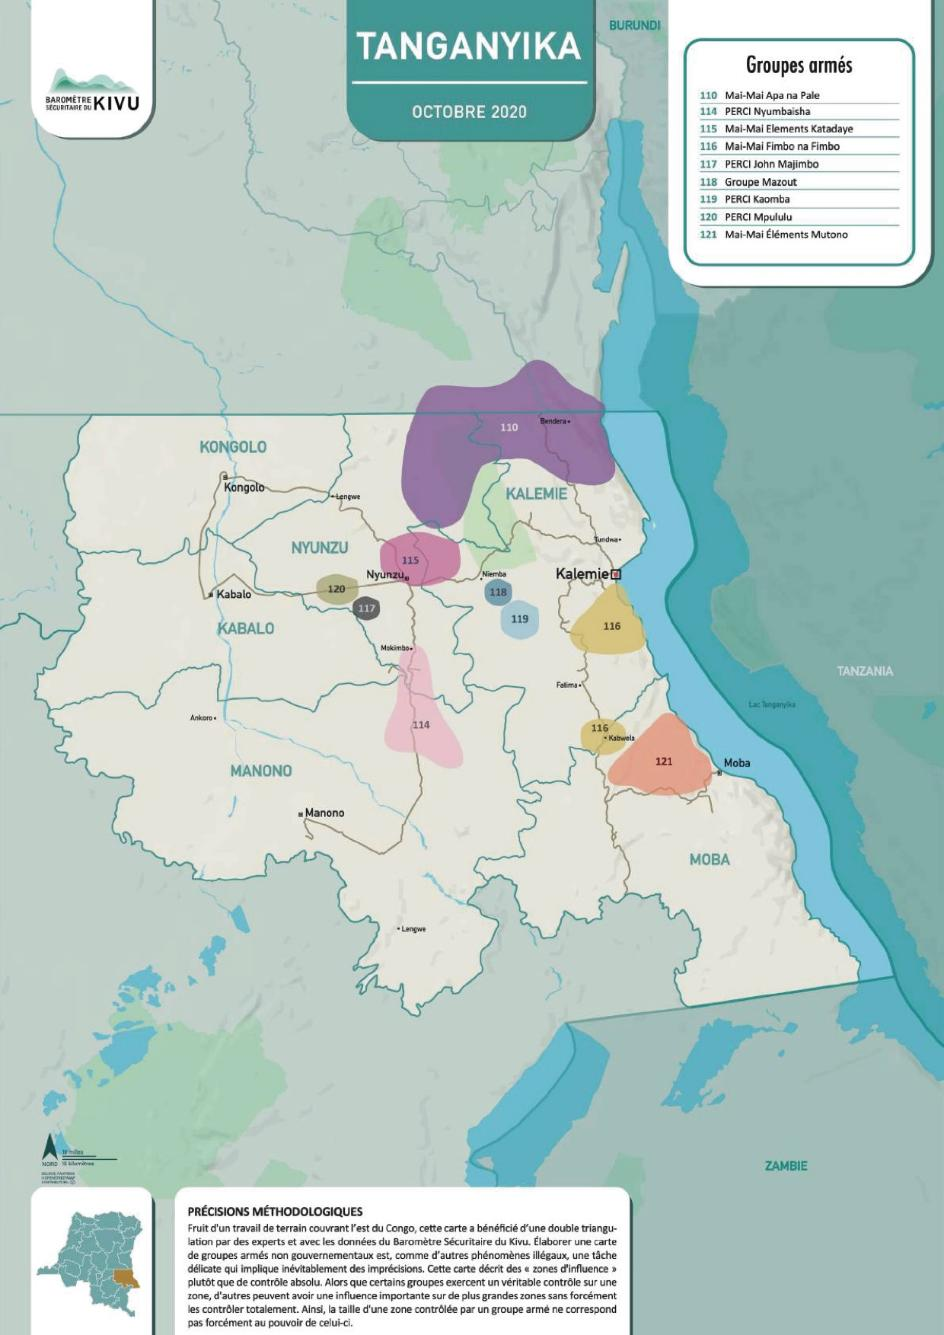 BURUNDI
TANGANYIKA
OCTOBRE 2020
BAROMÈTRE
SÉCURITAIRE DU KIVU
Groupes armés
110 Mai-Mai Apa na Pale
114 PERCI Nyumbaisha
115 Mai-Mai Elements Katadaye
116 Mai-Mai Fimbo na Fimbo
117 PERCI John Majimbo
118 Groupe Mazout
119 PERCI Kaomba
120 PERCI Mpululu
121 Mai-Mai Éléments Mutono
110
Bendera
KONGOLO
Kongolo
Lengwe
KALEMIE
Tundwa
NYUNZU
115
Nyunzu
Niemba
Kalemie
120
118
Kabalo
117
119
116
KABALO
Mokimbo
TANZANIA
Fatima
Lac Tanganyika
Ankoro
114
116
Kabwela
121
Moba
MANONO
Manono
MOBA
Lengwe
NORD
ZAMBIE
PRÉCISIONS MÉTHODOLOGIQUES
Fruit d'un travail de terrain couvrant l'est du Congo, cette carte a bénéficié d'une double triangu-
lation par des experts et avec les données du Baromètre Sécuritaire du Kivu. Élaborer une carte
de groupes armés non gouvernementaux est, comme d'autres phénomènes illégaux, une tâche
délicate qui implique inévitablement des imprécisions. Cette carte décrit des « zones d'influence »
plutôt que de contrôle absolu. Alors que certains groupes exercent un véritable contrôle sur une
zone, d'autres peuvent avoir une influence importante sur de plus grandes zones sans forcément
les contrôler totalement. Ainsi, la taille d'une zone contrôlée par un groupe armé ne correspond
pas forcément au pouvoir de celui-ci.